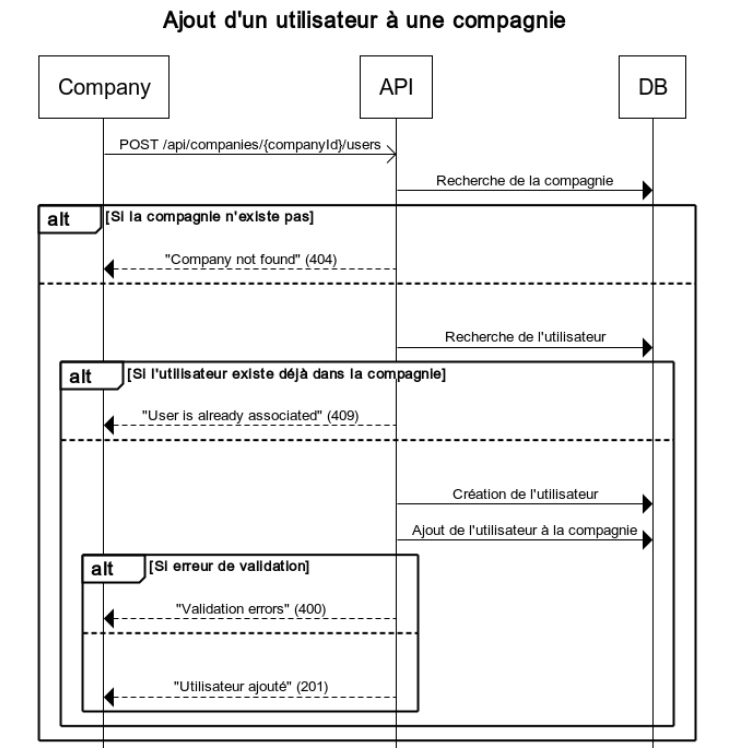 Ajout d'un utilisateur à une compagnie
Company
API
DB
POST /api/companies/{companyId}/users
Recherche de la compagnie
alt
[Si la compagnie n'existe pas]
"Company not found" (404)
Recherche de l'utilisateur
alt
[Si l'utilisateur existe déjà dans la compagnie]
"User is already associated" (409)
Création de l'utilisateur
Ajout de l'utilisateur à la compagnie
alt
[Si erreur de validation]
"Validation errors" (400)
"Utilisateur ajouté" (201)